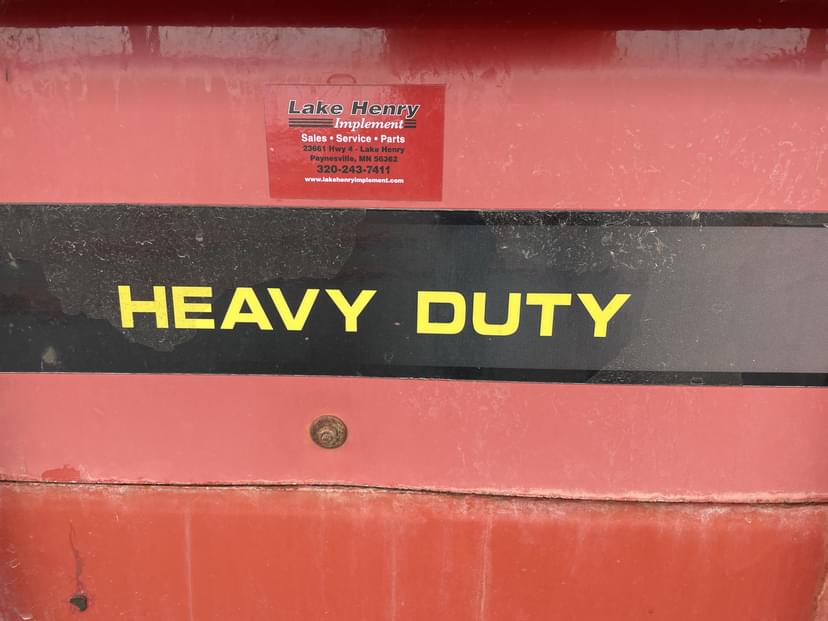 Lake Henry
Implement
Sales • Service • Parts
23661 Hwy 4 - Lake Henry
Paynesville, MN 56362
320-243-7411
www.lakehenryimplement.com
HEAVY DUTY